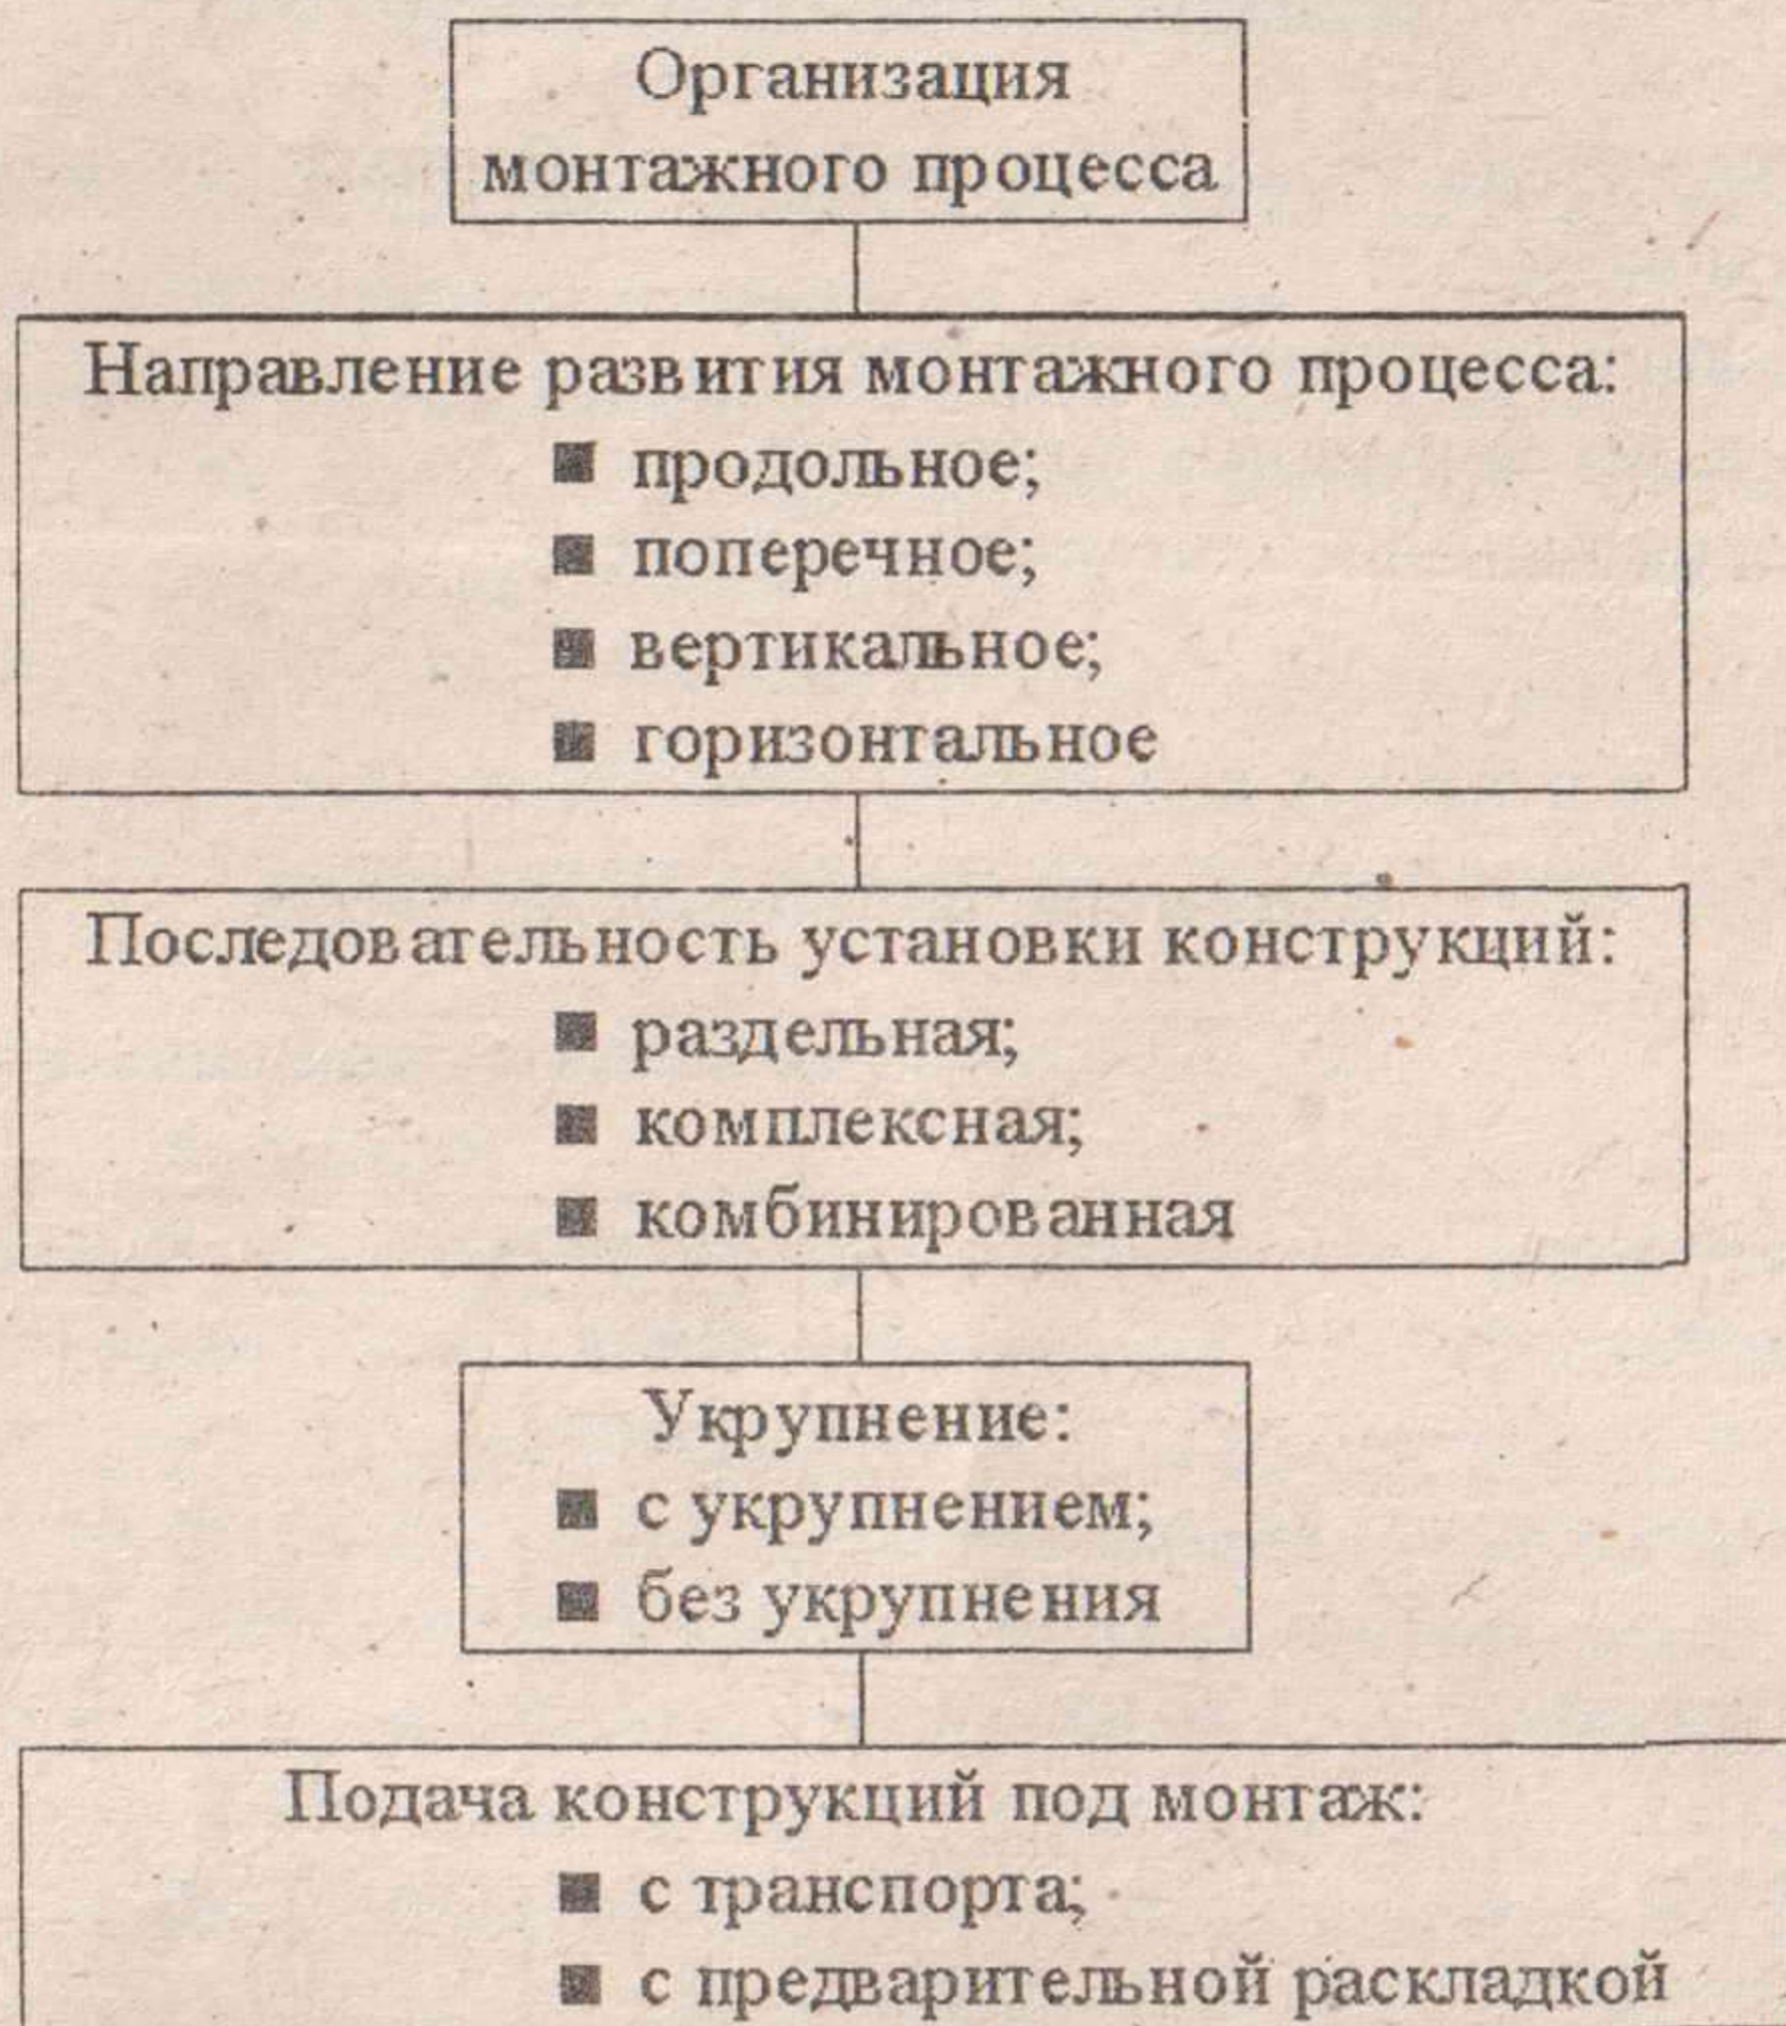 Организация
монтажного процесса
Направление развития монтажного процесса:
■ продольное;
■ поперечное;
■ вертикальное;
■ горизонтальное
Последовательность установки конструкций:
■ раздельная;
■ комплексная;
■ комбинированная
Укрупнение:
■ с укрупнением;
■ без укрупнения
Подача конструкций под монтаж:
■ с транспорта;
■ с предварительной раскладкой